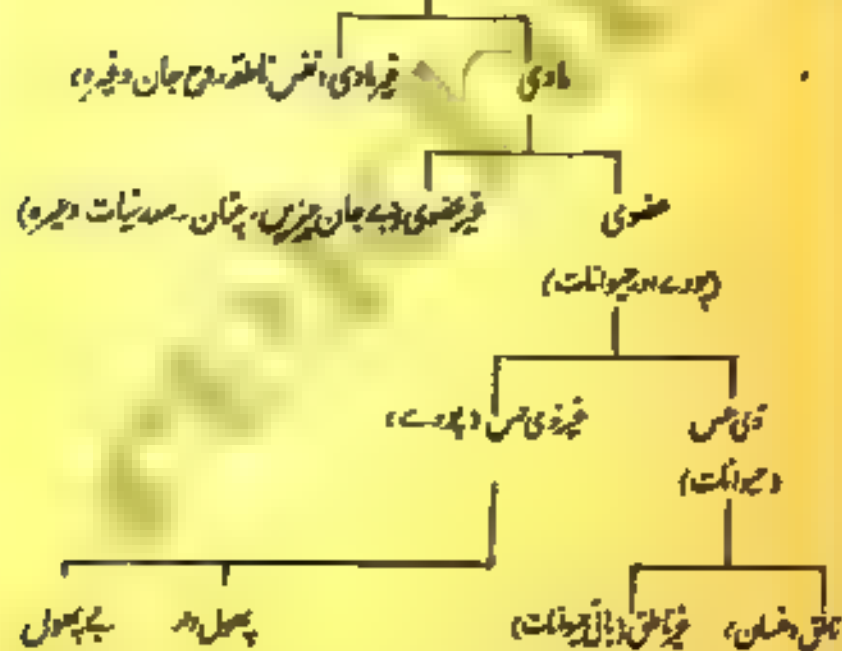 مادی غیر مادی (نفس ناطقہ، روح جان وغیرہ)
عضوی غیر عضوی (بے جان چیزیں، چٹان، معدنیات وغیرہ)
(پودے اور حیوانات)
ذی حس غیر ذی حس (پودے)
(حیوانات)
ناطق (انسان) غیر ناطق (باقی حیوانات) پھول دار بے پھول